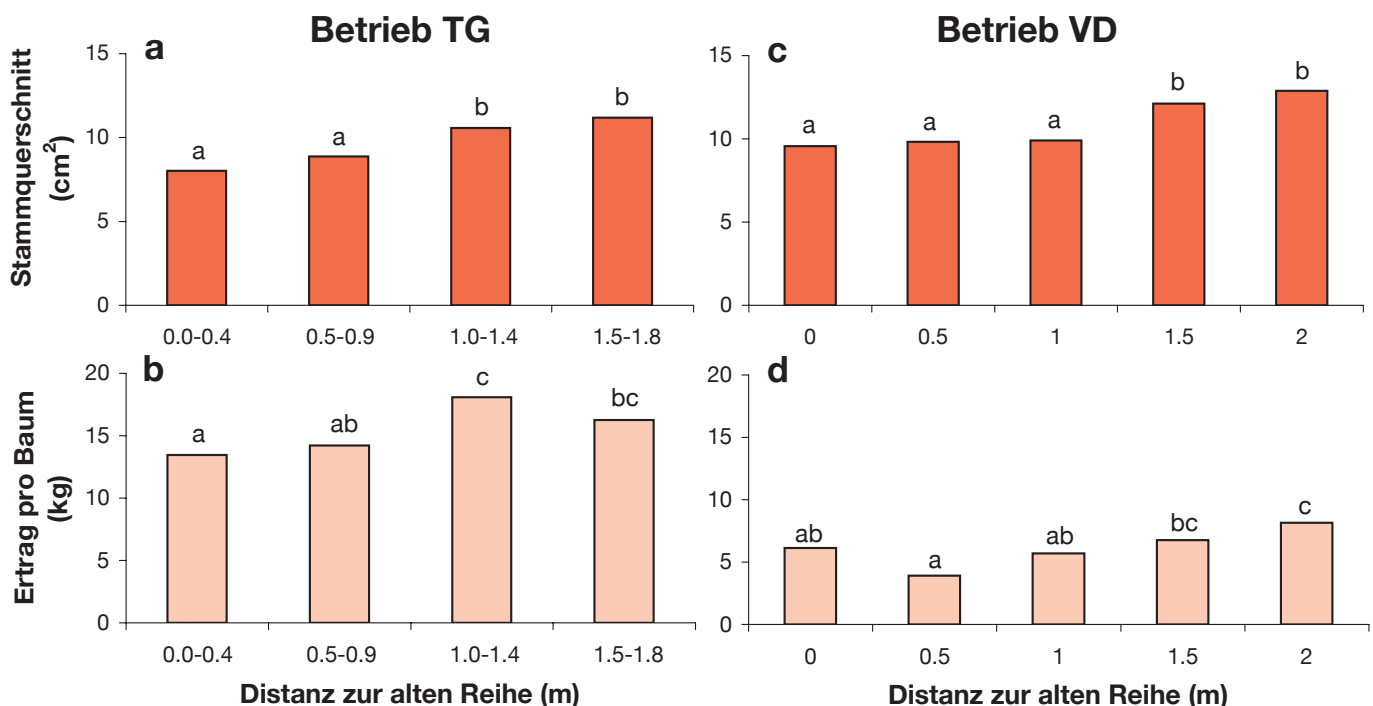 Betrieb TG
Betrieb VD
a
Stammquerschnitt
(cm²)
15
10
5
0
a
a
b
b
0.0-0.4
0.5-0.9
1.0-1.4
1.5-1.8
c
15
10
5
0
a
a
a
b
b
0
0.5
1
1.5
2
b
Ertrag pro Baum
(kg)
20
15
10
5
0
a
ab
c
bc
0.0-0.4
0.5-0.9
1.0-1.4
1.5-1.8
Distanz zur alten Reihe (m)
d
20
15
10
5
0
ab
a
ab
bc
c
0
0.5
1
1.5
2
Distanz zur alten Reihe (m)